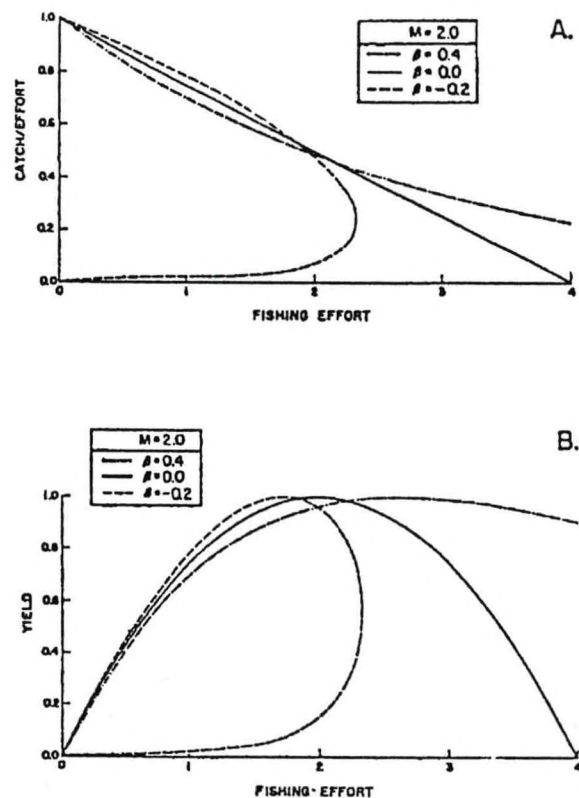 A.
M = 2.0
β = 0.4
β = 0.0
β = -0.2
CATCH/EFFORT
1.0
0.8
0.6
0.4
0.2
0.0
0 1 2 3 4
FISHING EFFORT
B.
M = 2.0
β = 0.4
β = 0.0
β = -0.2
YIELD
1.0
0.8
0.6
0.4
0.2
0.0
0 1 2 3 4
FISHING-EFFORT